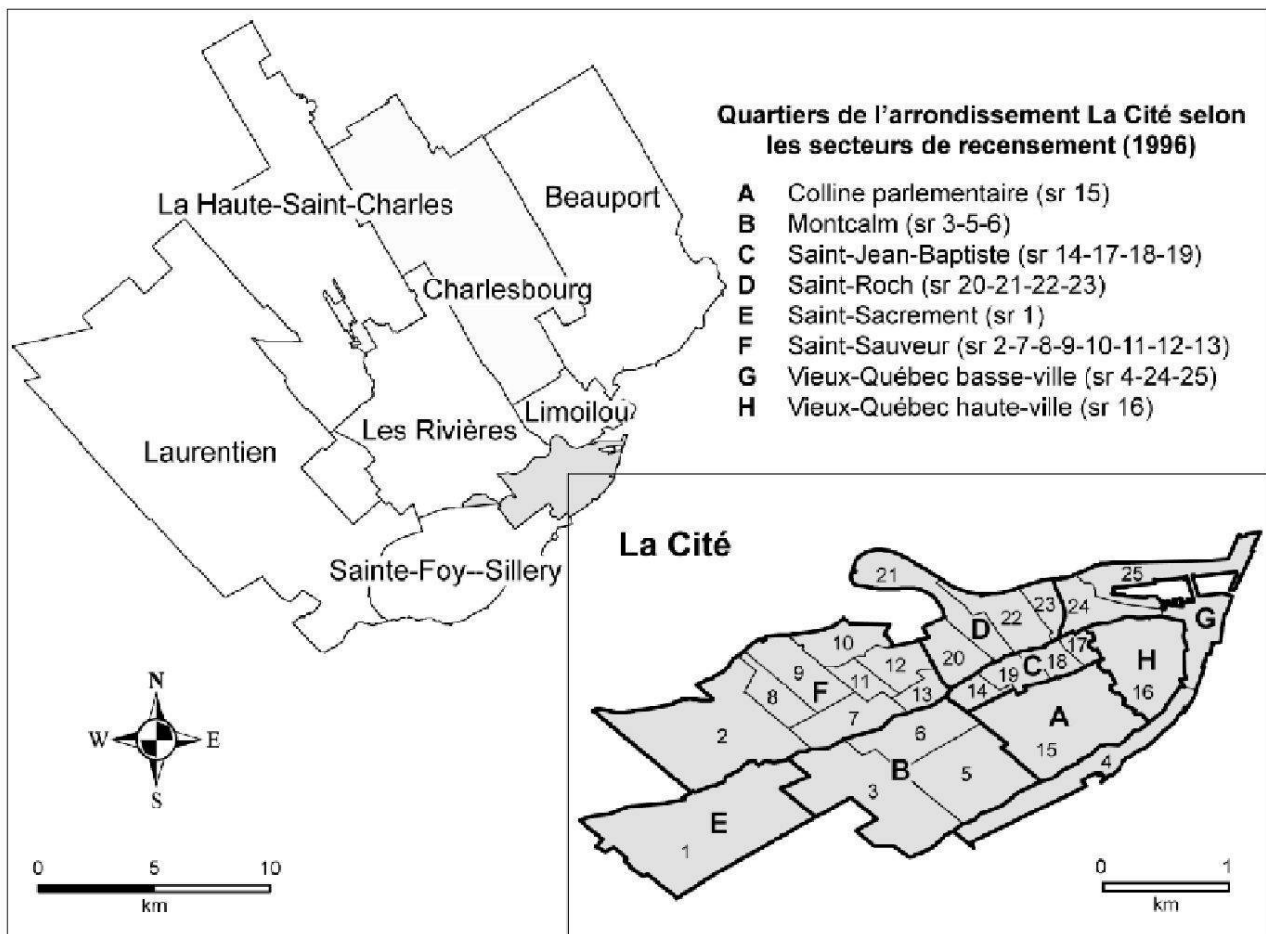 Quartiers de l'arrondissement La Cité selon
les secteurs de recensement (1996)
A Colline parlementaire (sr 15)
B Montcalm (sr 3-5-6)
C Saint-Jean-Baptiste (sr 14-17-18-19)
D Saint-Roch (sr 20-21-22-23)
E Saint-Sacrement (sr 1)
F Saint-Sauveur (sr 2-7-8-9-10-11-12-13)
G Vieux-Québec basse-ville (sr 4-24-25)
H Vieux-Québec haute-ville (sr 16)
La Haute-Saint-Charles
Beauport
Charlesbourg
Limoilou
Les Rivières
Laurentien
Sainte-Foy--Sillery
N
W E
S
0 5 10
km
La Cité
21
25
23
24
22
G
D
17
10
20
C
18
H
12
19
9
11
14
16
8
F
13
A
7
6
2
15
4
B
5
3
E
1
0 1
km